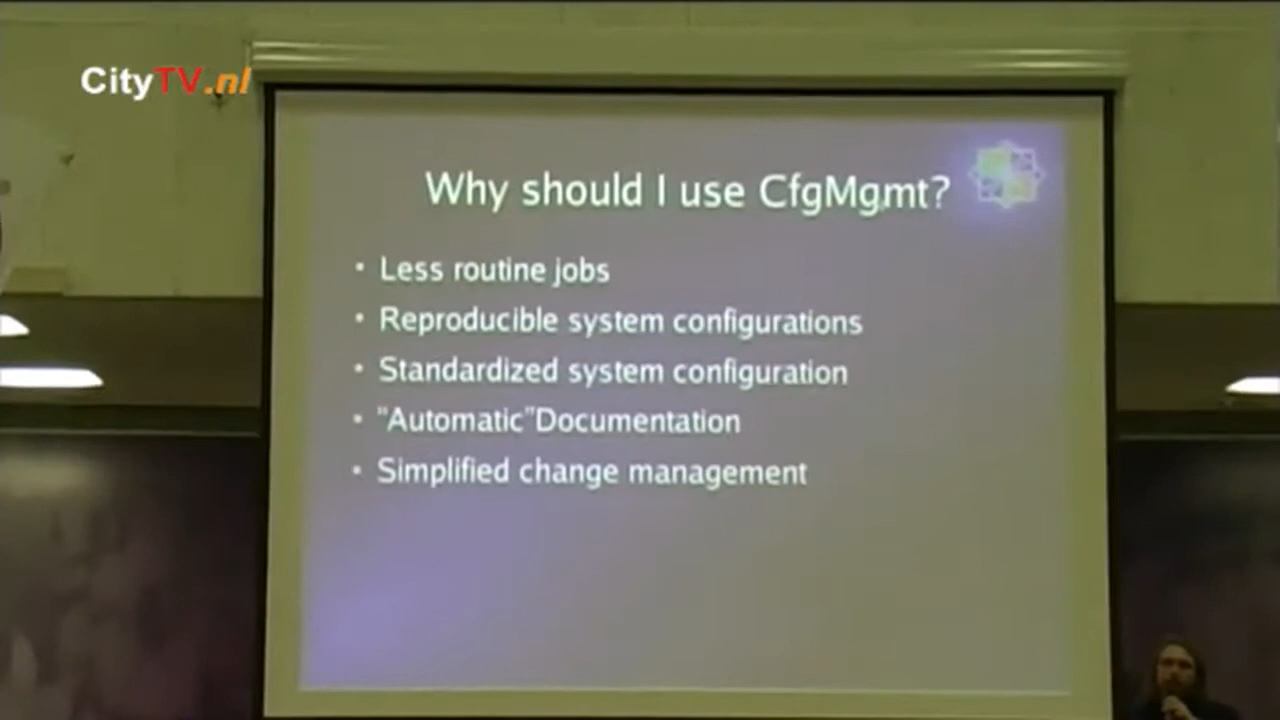 CityTV.nl
Why should I use CfgMgmt?
• Less routine jobs
• Reproducible system configurations
• Standardized system configuration
• "Automatic"Documentation
• Simplified change management